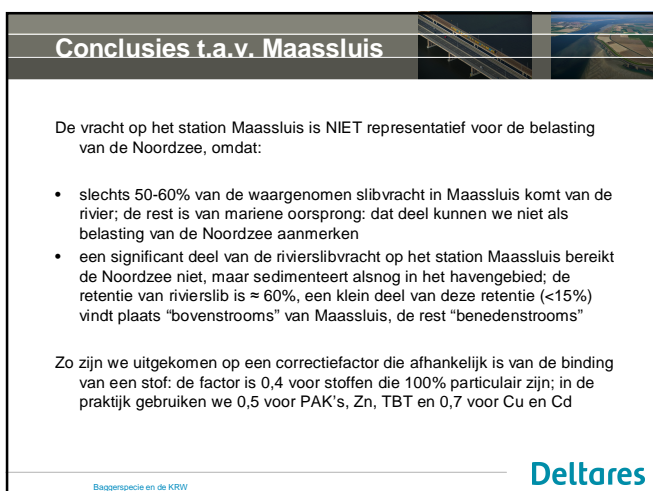 Conclusies t.a.v. Maassluis
De vracht op het station Maassluis is NIET representatief voor de belasting
van de Noordzee, omdat:
• slechts 50-60% van de waargenomen slibvracht in Maassluis komt van de
rivier; de rest is van mariene oorsprong: dat deel kunnen we niet als
belasting van de Noordzee aanmerken
• een significant deel van de rivierslibvracht op het station Maassluis bereikt
de Noordzee niet, maar sedimenteert alsnog in het havengebied; de
retentie van rivierslib is ≈ 60%, een klein deel van deze retentie (<15%)
vindt plaats “bovenstrooms” van Maassluis, de rest “benedenstrooms”
Zo zijn we uitgekomen op een correctiefactor die afhankelijk is van de binding
van een stof: de factor is 0,4 voor stoffen die 100% particulair zijn; in de
praktijk gebruiken we 0,5 voor PAK’s, Zn, TBT en 0,7 voor Cu en Cd
Baggerspecie en de KRW
Deltares